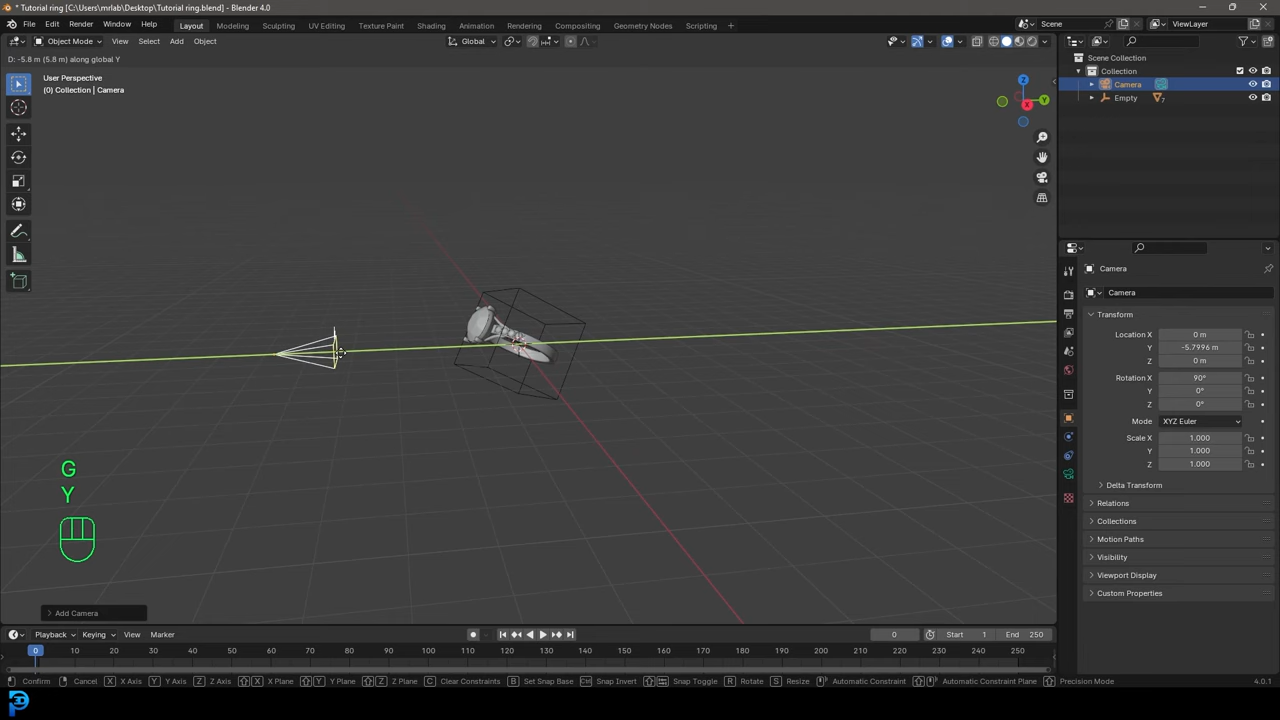 * Tutorial ring [C:\Users\mrlab\Desktop\Tutorial ring.blend] - Blender 4.0
File Edit Render Window Help Layout Modeling Sculpting UV Editing Texture Paint Shading Animation Rendering Compositing Geometry Nodes Scripting + Scene ViewLayer
Object Mode View Select Add Object Global
D: -5.8 m (5.8 m) along global Y
User Perspective
(0) Collection | Camera
Z
Y
X
Scene Collection
Collection
Camera
Empty 7
Camera
Camera
Transform
Location X 0 m
Y -5.7996 m
Z 0 m
Rotation X 90°
Y 0°
Z 0°
Mode XYZ Euler
Scale X 1.000
Y 1.000
Z 1.000
Delta Transform
Relations
Collections
Motion Paths
Visibility
Viewport Display
Custom Properties
G
Y
Add Camera
Playback Keying View Marker 0 Start 1 End 250
0 10 20 30 40 50 60 70 80 90 100 110 120 130 140 150 160 170 180 190 200 210 220 230 240 250
Confirm Cancel X X Axis Y Y Axis Z Z Axis X X Plane Y Y Plane Z Z Plane C Clear Constraints B Set Snap Base Ctrl Snap Invert Snap Toggle R Rotate S Resize Automatic Constraint Automatic Constraint Plane Precision Mode 4.0.1